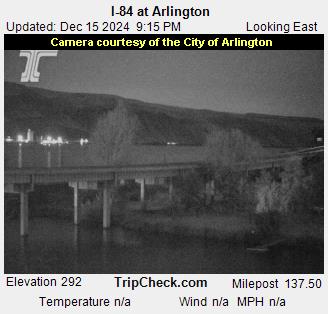 I-84 at Arlington
Updated: Dec 15 2024 9:15 PM Looking East
Camera courtesy of the City of Arlington
Elevation 292 TripCheck.com Milepost 137.50
Temperature n/a Wind n/a MPH n/a